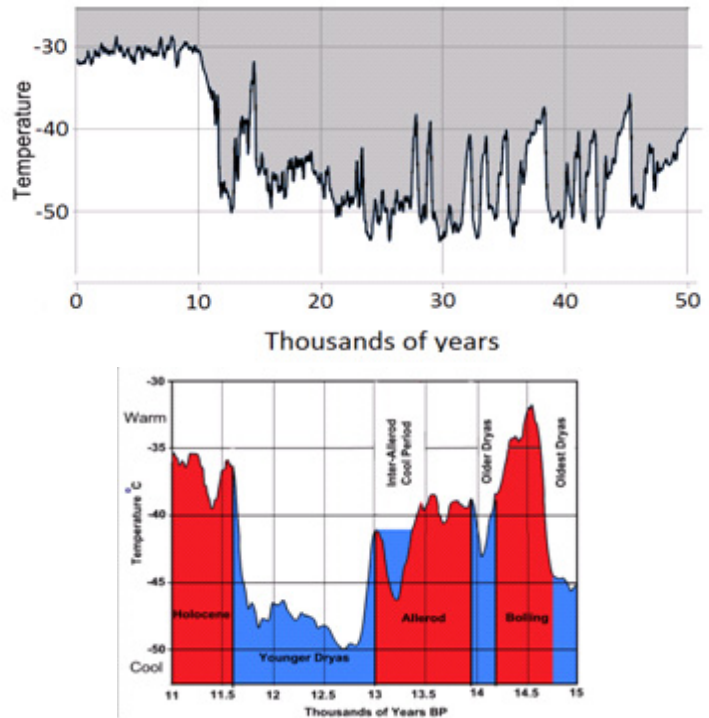 -30
-40
-50
Temperature
0 10 20 30 40 50
Thousands of years
-30
-35
-40
-45
-50
Warm
Cool
Temperature °C
Inter-Allerod
Cool Period
Older Dryas
Oldest Dryas
Holocene
Younger Dryas
Allerod
Bolling
11 11.5 12 12.5 13 13.5 14 14.5 15
Thousands of Years BP